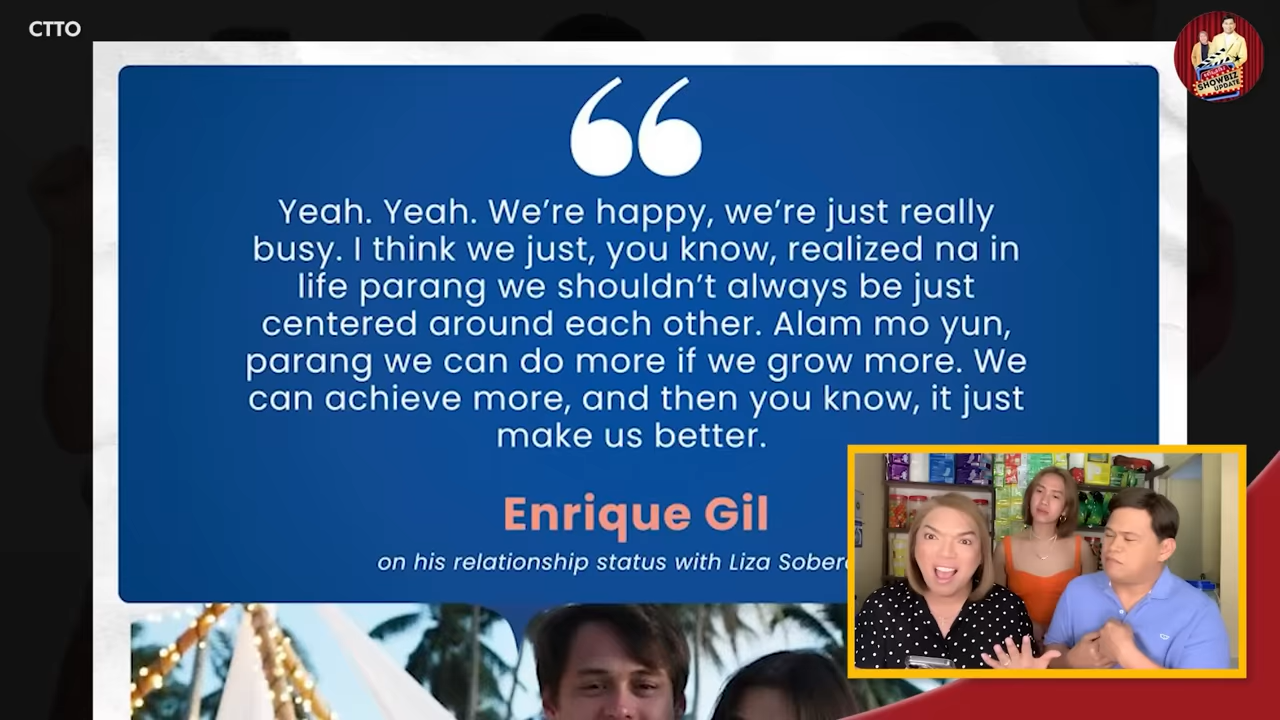 CTTO
SHOWBIZ
UPDATE
“
Yeah. Yeah. We’re happy, we’re just really
busy. I think we just, you know, realized na in
life parang we shouldn’t always be just
centered around each other. Alam mo yun,
parang we can do more if we grow more. We
can achieve more, and then you know, it just
make us better.
Enrique Gil
on his relationship status with Liza Sober